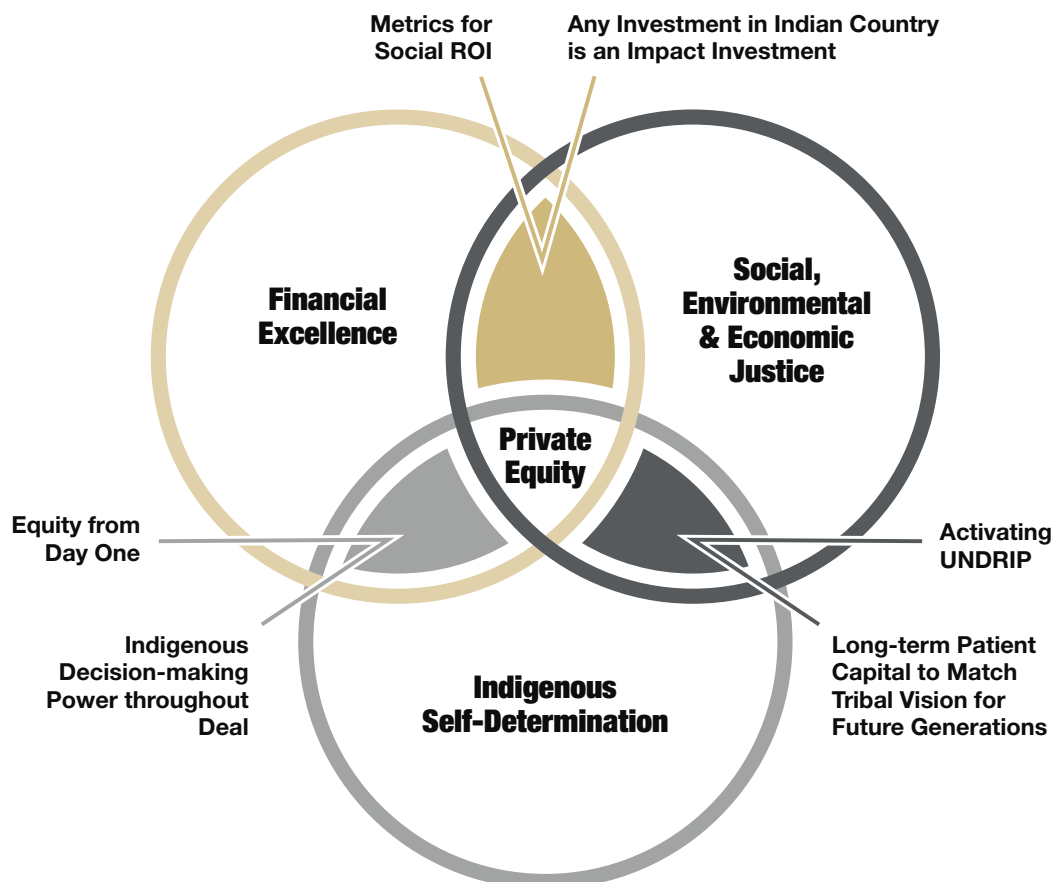 Metrics for
Social ROI
Any Investment in Indian Country
is an Impact Investment
Financial
Excellence
Social,
Environmental
& Economic
Justice
Private
Equity
Equity from
Day One
Activating
UNDRIP
Indigenous
Decision-making
Power throughout
Deal
Indigenous
Self-Determination
Long-term Patient
Capital to Match
Tribal Vision for
Future Generations